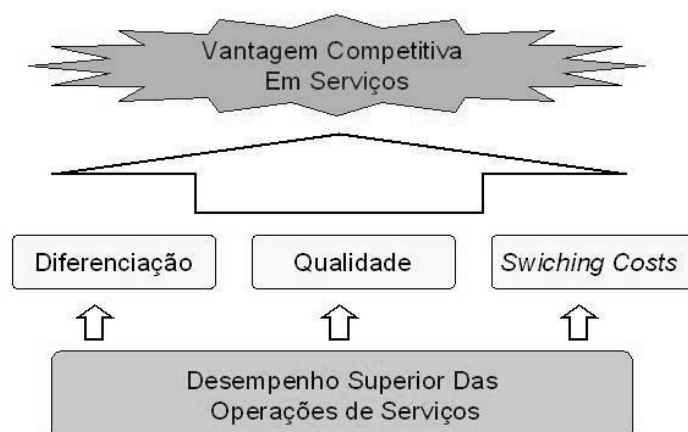 Vantagem Competitiva
Em Serviços
Diferenciação
Qualidade
Swiching Costs
Desempenho Superior Das
Operações de Serviços